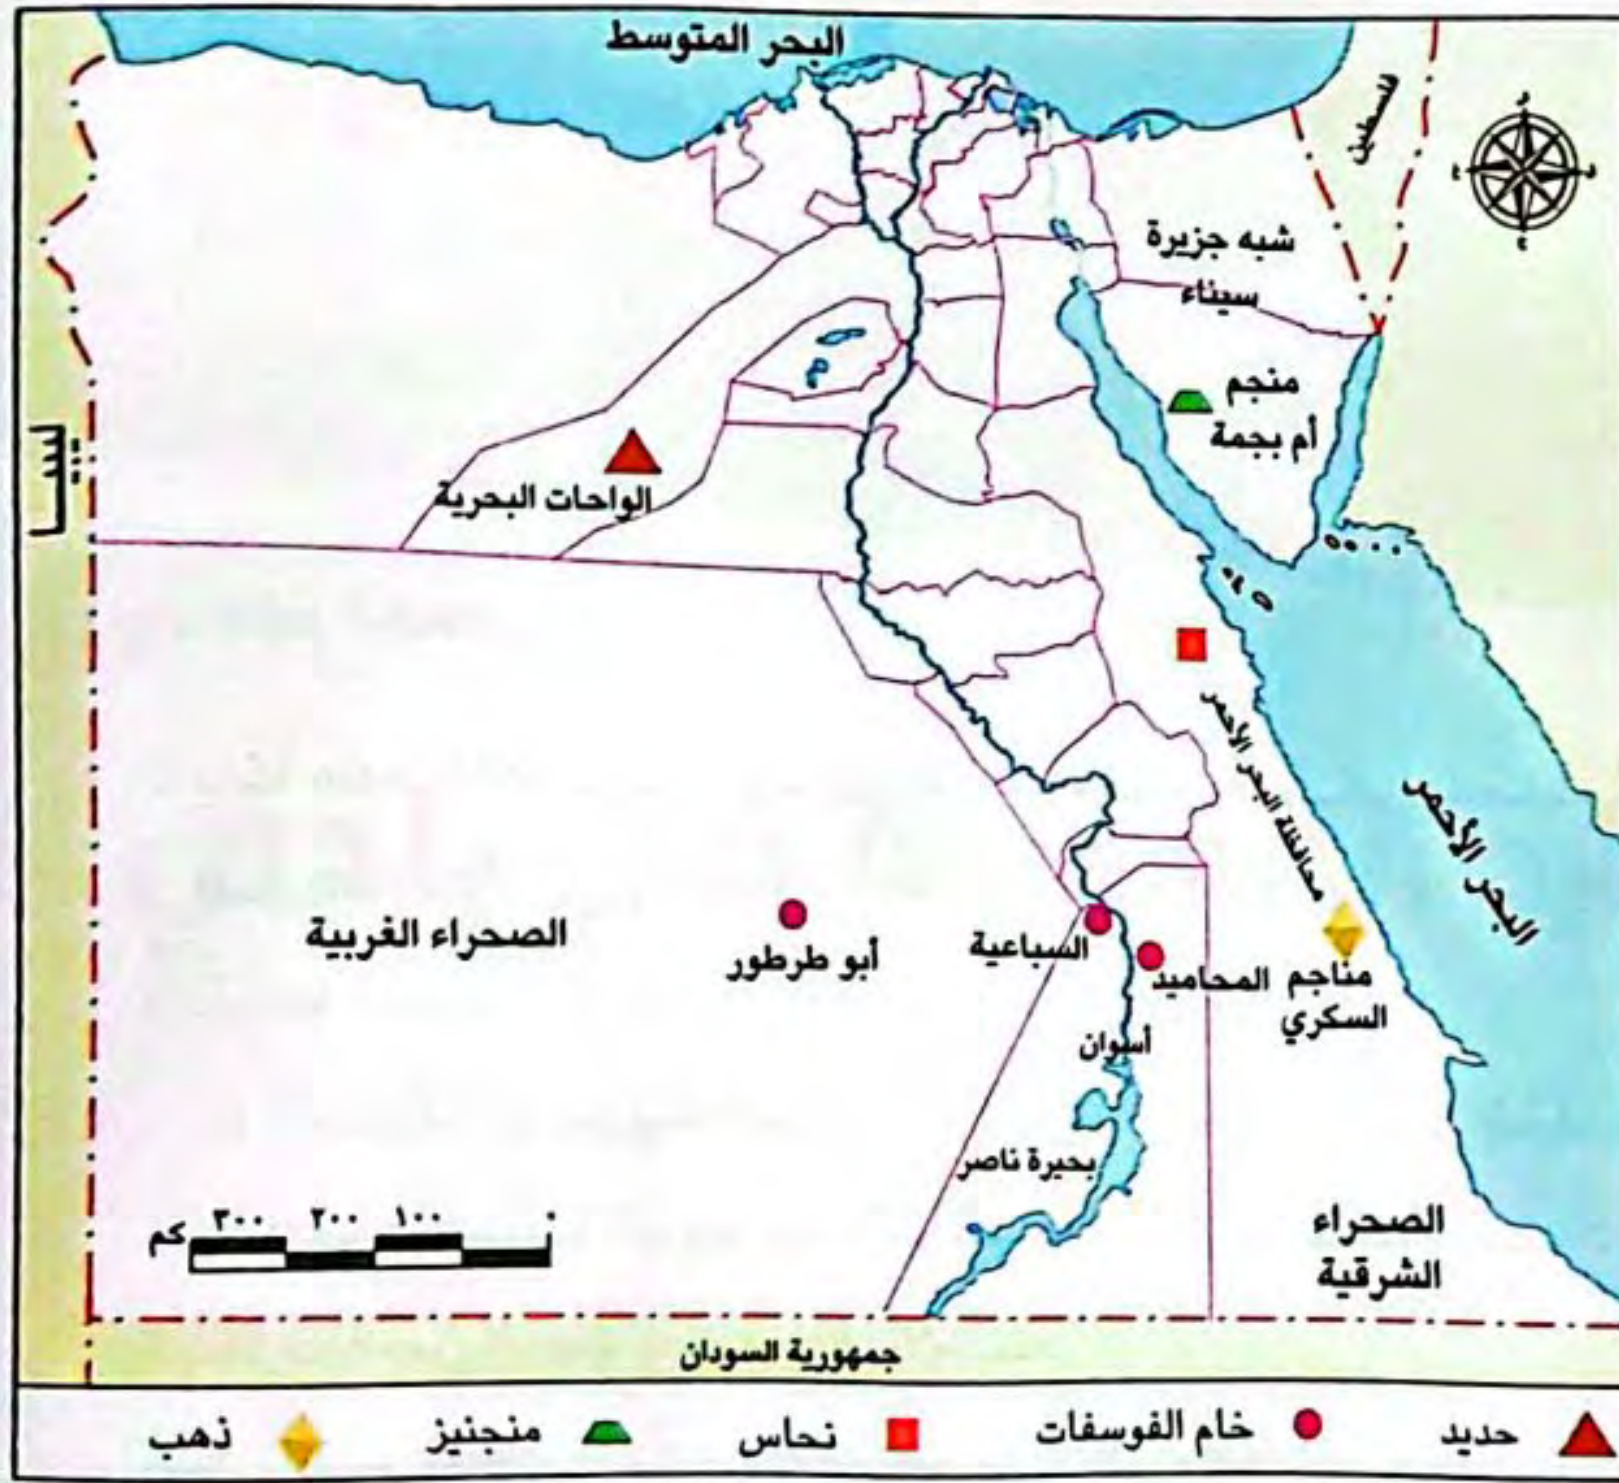 البحر المتوسط
فلسطين
شبه جزيرة
سيناء
منجم
أم بجمة
ليبيا
الواحات البحرية
محافظة البحر الأحمر
البحر الأحمر
الصحراء الغربية
أبو طرطور
السباعية
المحاميد
مناجم
السكري
أسوان
بحيرة ناصر
الصحراء
الشرقية
٣٠٠ ٢٠٠ ١٠٠ ٠
كم
جمهورية السودان
حديد
خام الفوسفات
نحاس
منجنيز
ذهب